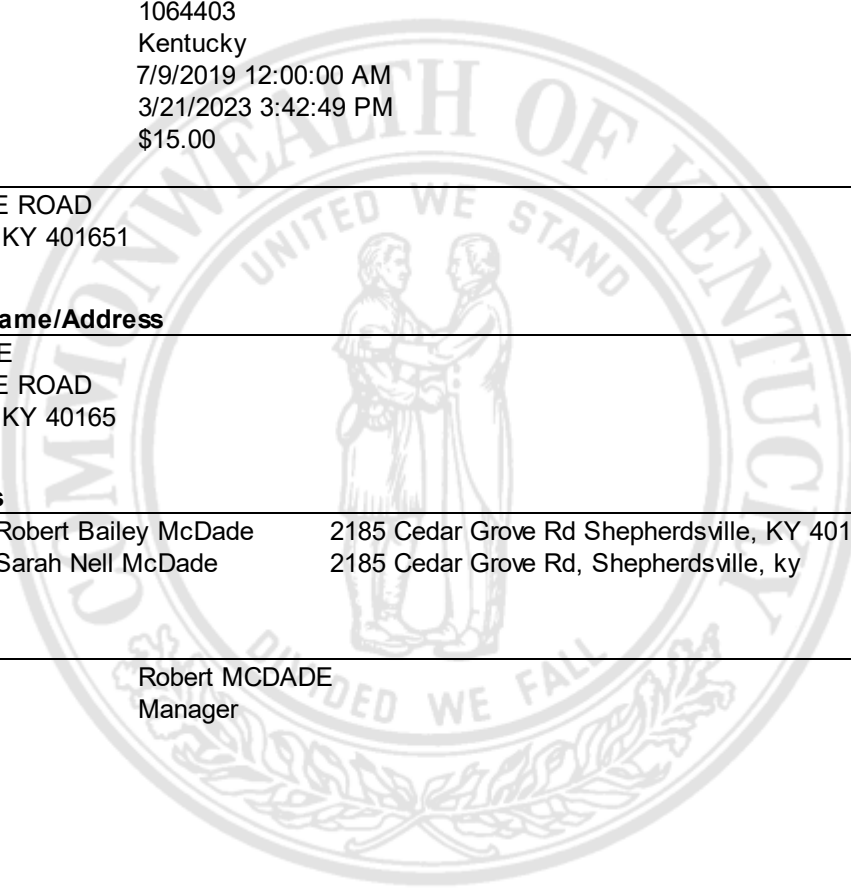 1064403
Kentucky
7/9/2019 12:00:00 AM
3/21/2023 3:42:49 PM
$15.00
E ROAD
KY 401651
ame/Address
E
E ROAD
KY 40165
s
Robert Bailey McDade 2185 Cedar Grove Rd Shepherdsville, KY 401
Sarah Nell McDade 2185 Cedar Grove Rd, Shepherdsville, ky
Robert MCDADE
Manager
COMMONWEALTH OF KENTUCKY
UNITED WE STAND
DIVIDED WE FALL